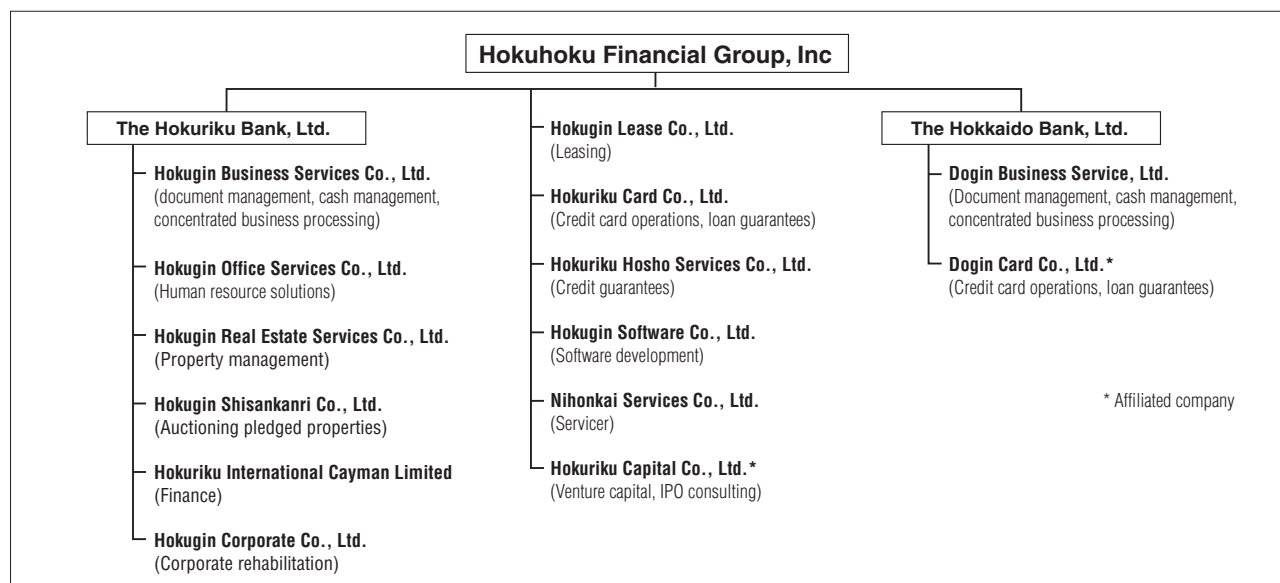 Hokuhoku Financial Group, Inc
The Hokuriku Bank, Ltd.
Hokugin Business Services Co., Ltd.
(document management, cash management,
concentrated business processing)
Hokugin Office Services Co., Ltd.
(Human resource solutions)
Hokugin Real Estate Services Co., Ltd.
(Property management)
Hokugin Shisankanri Co., Ltd.
(Auctioning pledged properties)
Hokuriku International Cayman Limited
(Finance)
Hokugin Corporate Co., Ltd.
(Corporate rehabilitation)
Hokugin Lease Co., Ltd.
(Leasing)
Hokuriku Card Co., Ltd.
(Credit card operations, loan guarantees)
Hokuriku Hosho Services Co., Ltd.
(Credit guarantees)
Hokugin Software Co., Ltd.
(Software development)
Nihonkai Services Co., Ltd.
(Servicer)
Hokuriku Capital Co., Ltd.*
(Venture capital, IPO consulting)
The Hokkaido Bank, Ltd.
Dogin Business Service, Ltd.
(Document management, cash management,
concentrated business processing)
Dogin Card Co., Ltd.*
(Credit card operations, loan guarantees)
* Affiliated company